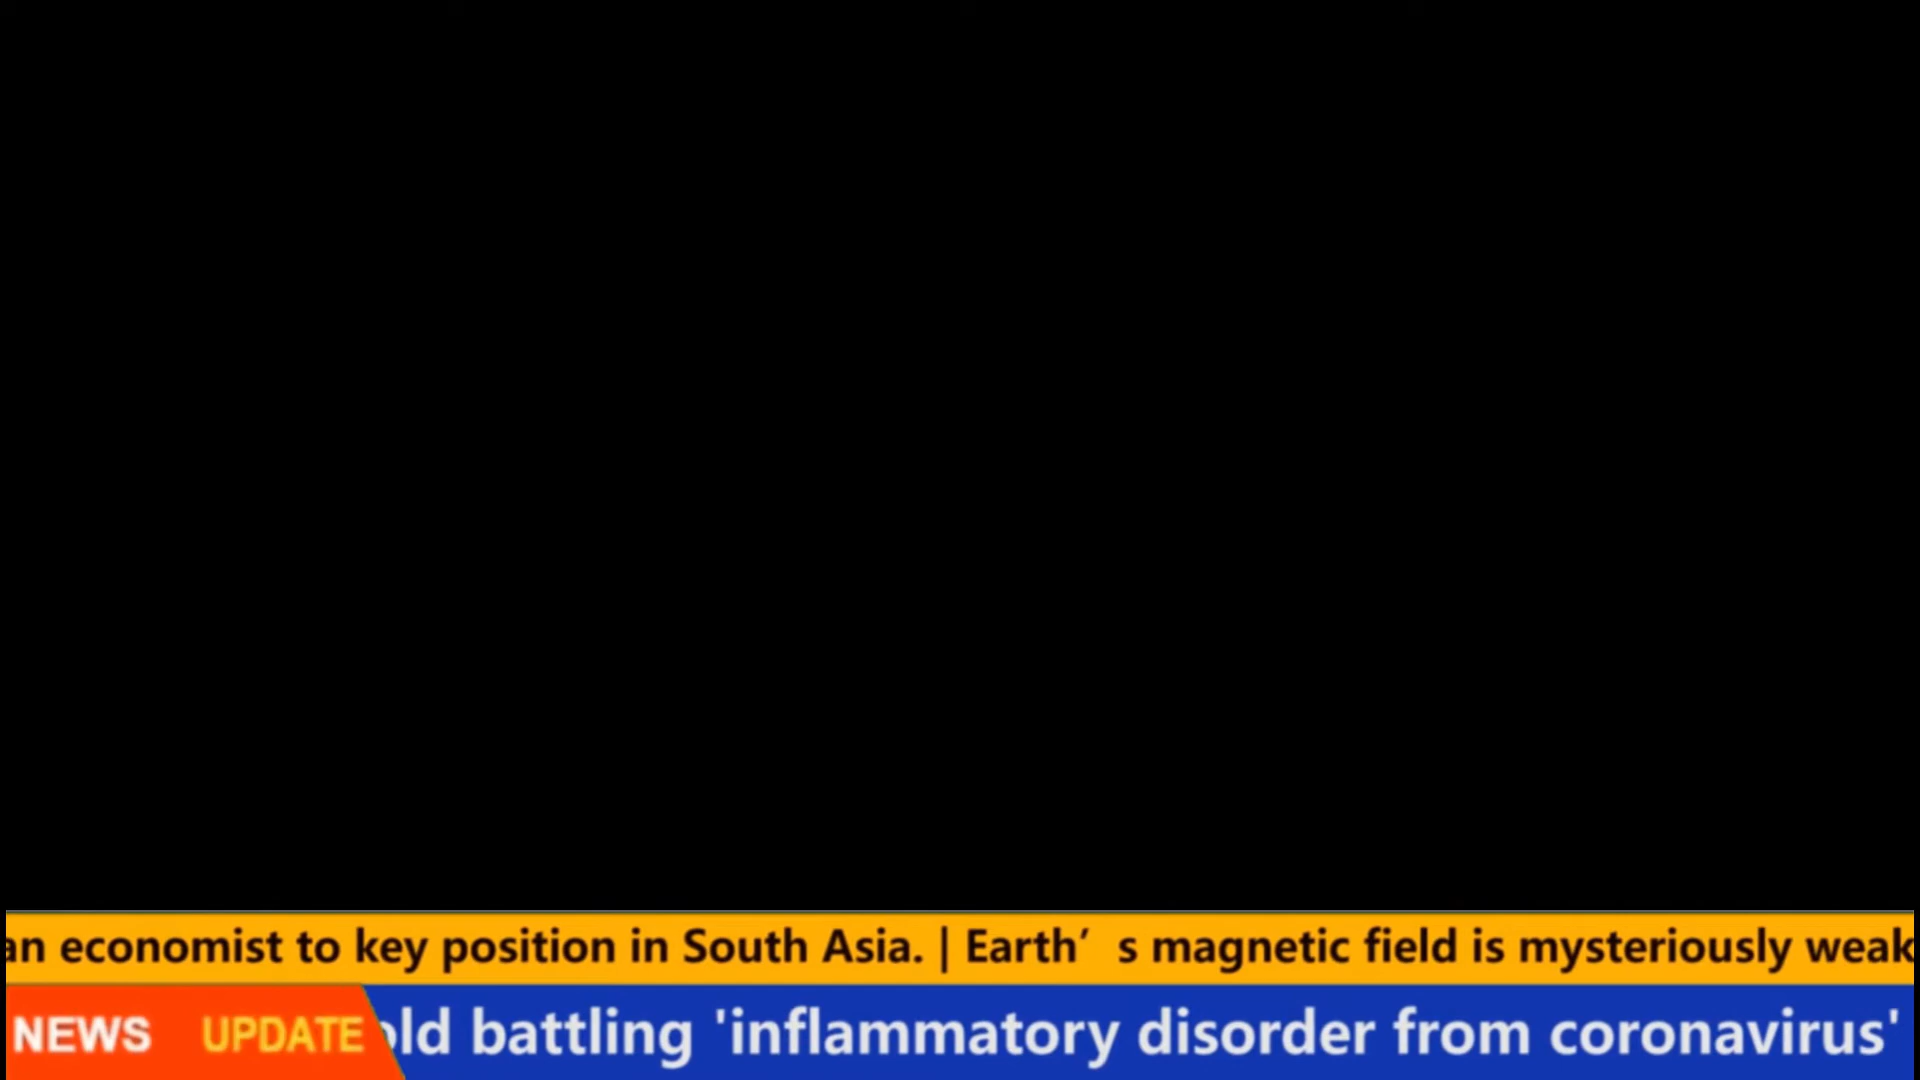 an economist to key position in South Asia. | Earth’s magnetic field is mysteriously weak
NEWS UPDATE old battling 'inflammatory disorder from coronavirus'